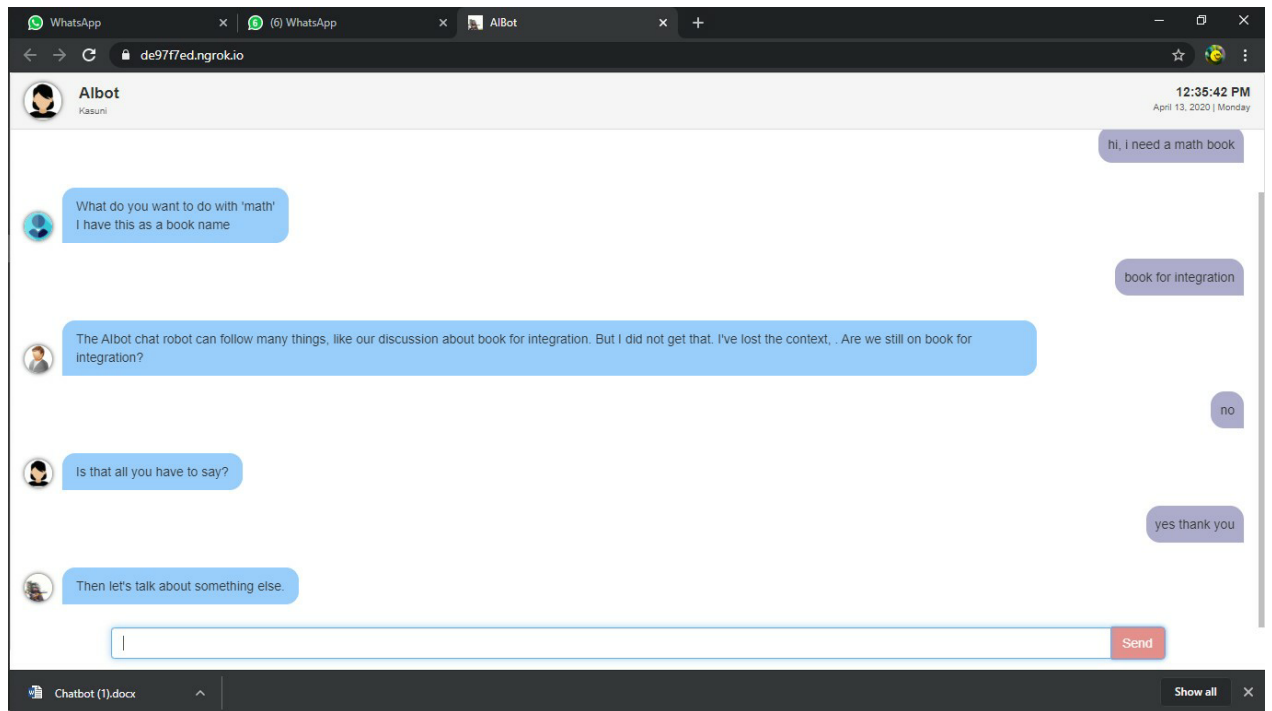 WhatsApp
(6) WhatsApp
AIBot
de97f7ed.ngrok.io
AIbot
Kasuni
12:35:42 PM
April 13, 2020 | Monday
hi, i need a math book
What do you want to do with 'math'
I have this as a book name
book for integration
The AIbot chat robot can follow many things, like our discussion about book for integration. But I did not get that. I've lost the context, . Are we still on book for
integration?
no
Is that all you have to say?
yes thank you
Then let's talk about something else.
Send
Chatbot (1).docx
Show all